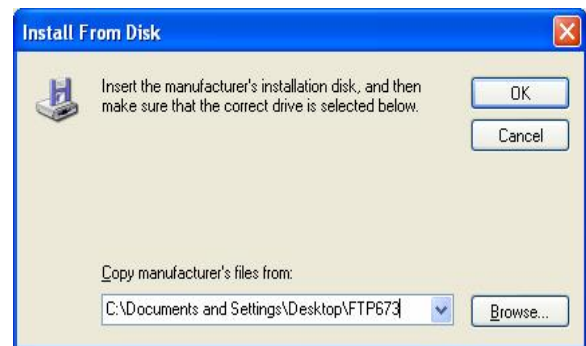 Install From Disk
Insert the manufacturer's installation disk, and then
make sure that the correct drive is selected below.
OK
Cancel
Copy manufacturer's files from:
C:\Documents and Settings\Desktop\FTP673
Browse...